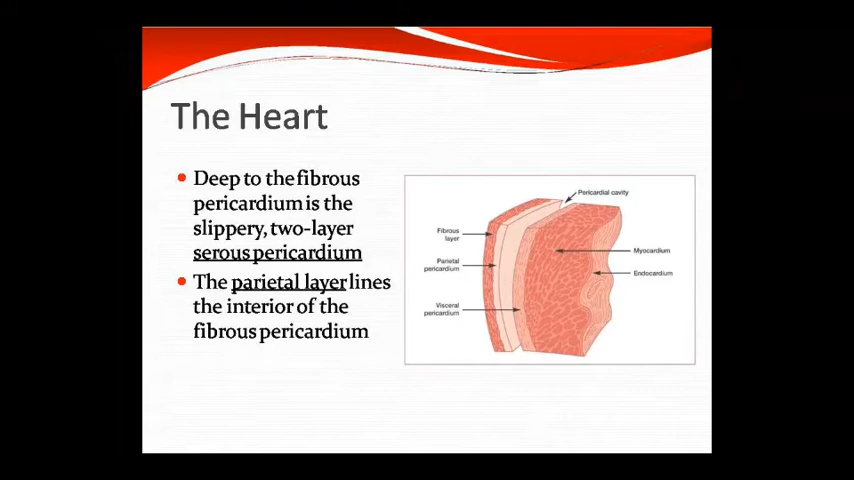 The Heart
Deep to the fibrous
pericardium is the
slippery, two-layer
serous pericardium
The parietal layer lines
the interior of the
fibrous pericardium
Pericardial cavity
Fibrous
layer
Parietal
pericardium
Visceral
pericardium
Myocardium
Endocardium